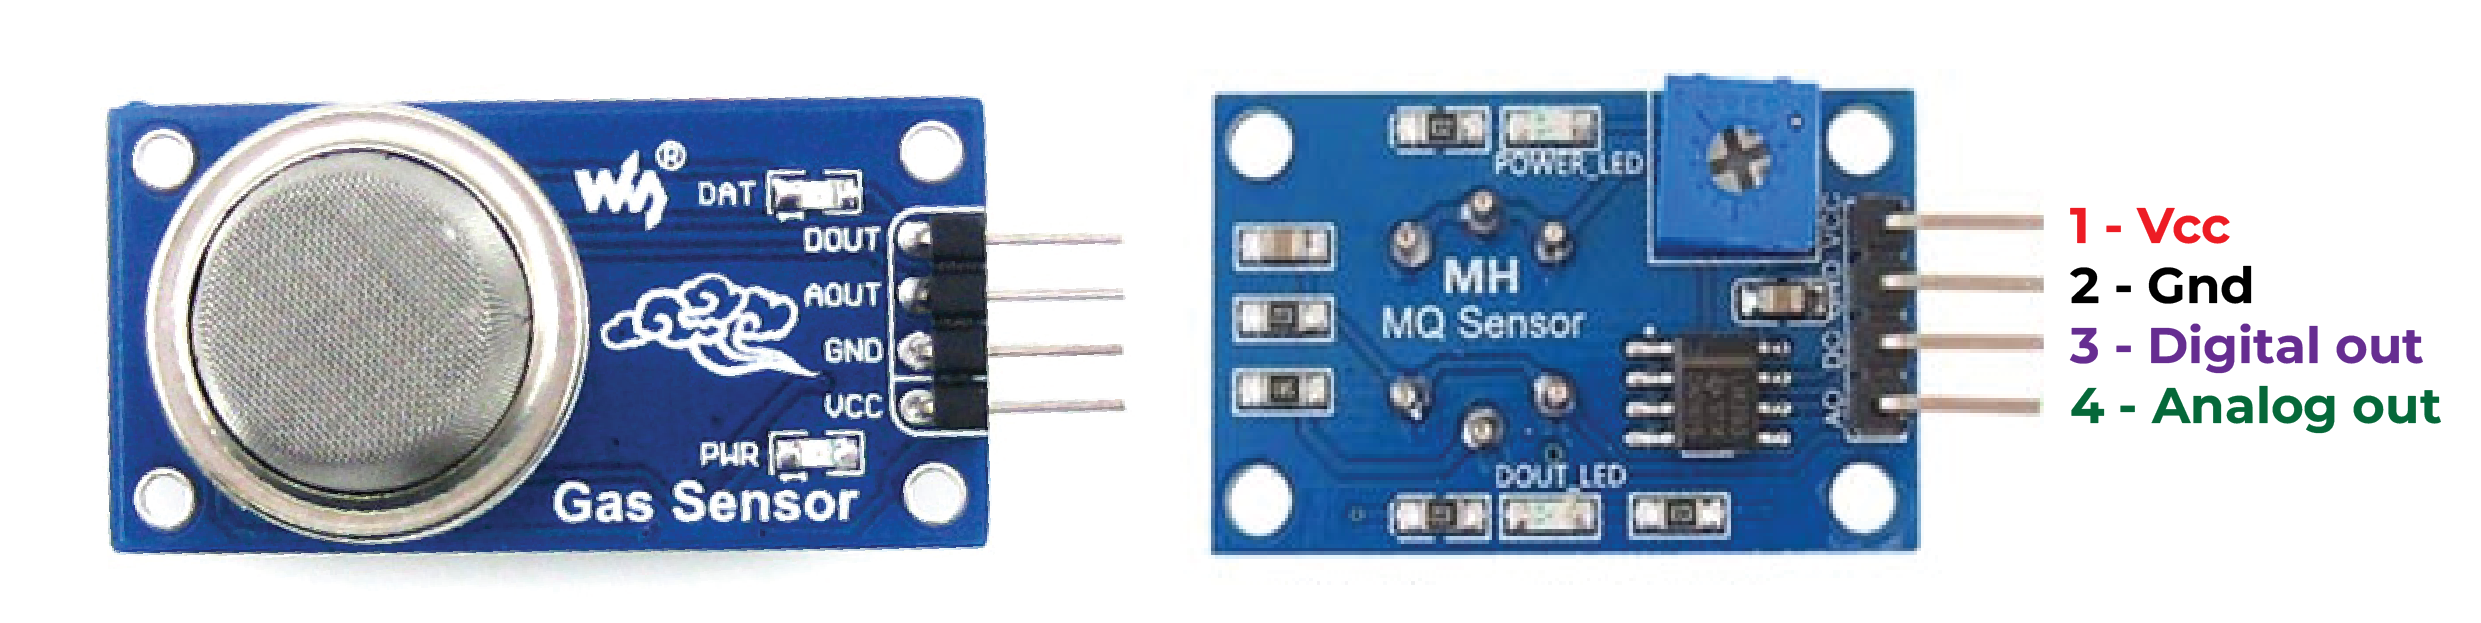 DAT
DOUT
AOUT
GND
VCC
PWR
Gas Sensor
POWER_LED
MH
MQ Sensor
DOUT_LED
VCC
GND
DO
AO
1 - Vcc
2 - Gnd
3 - Digital out
4 - Analog out